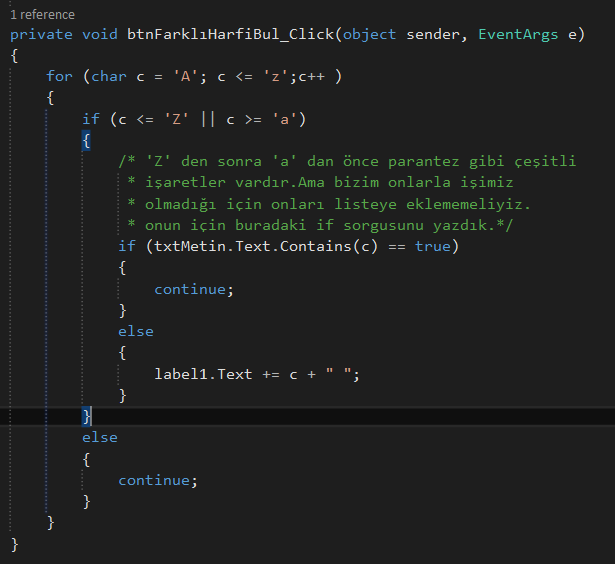 1 reference
private void btnFarklıHarfiBul_Click(object sender, EventArgs e)
{
for (char c = 'A'; c <= 'z';c++ )
{
if (c <= 'Z' || c >= 'a')
{
/* 'Z' den sonra 'a' dan önce parantez gibi çeşitli
* işaretler vardır.Ama bizim onlarla işimiz
* olmadığı için onları listeye eklememeliyiz.
* onun için buradaki if sorgusunu yazdık.*/
if (txtMetin.Text.Contains(c) == true)
{
continue;
}
else
{
label1.Text += c + " ";
}
}
else
{
continue;
}
}
}